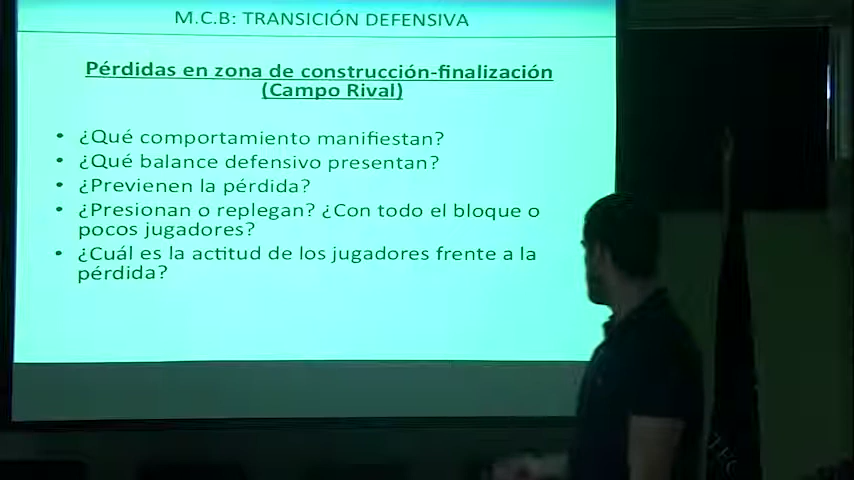 M.C.B: TRANSICIÓN DEFENSIVA
Pérdidas en zona de construcción-finalización
(Campo Rival)
• ¿Qué comportamiento manifiestan?
• ¿Qué balance defensivo presentan?
• ¿Previenen la pérdida?
• ¿Presionan o replegan? ¿Con todo el bloque o
pocos jugadores?
• ¿Cuál es la actitud de los jugadores frente a la
pérdida?